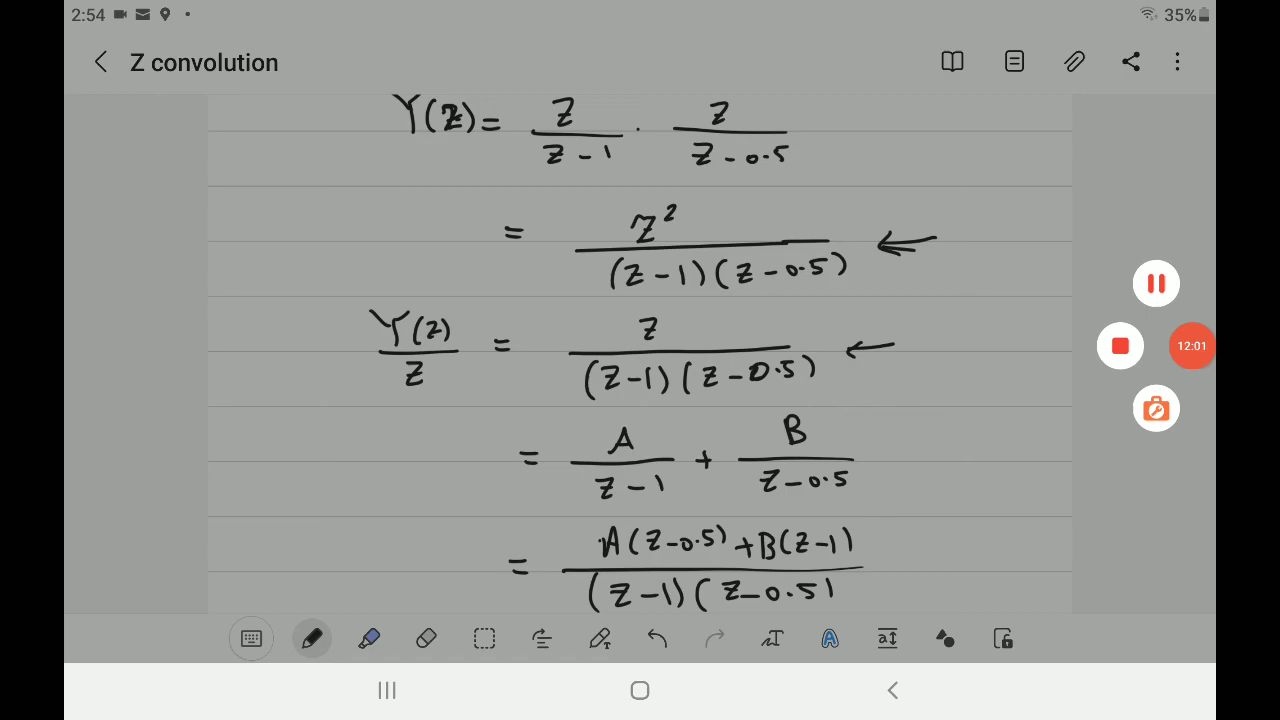 2:54 35%
Z convolution
Y(z) = z/(z-1) · z/(z-0.5)
= z²/((z-1)(z-0.5)) ←
Y(z)/z = z/((z-1)(z-0.5)) ←
= A/(z-1) + B/(z-0.5)
= (A(z-0.5)+B(z-1))/((z-1)(z-0.5))
12:01